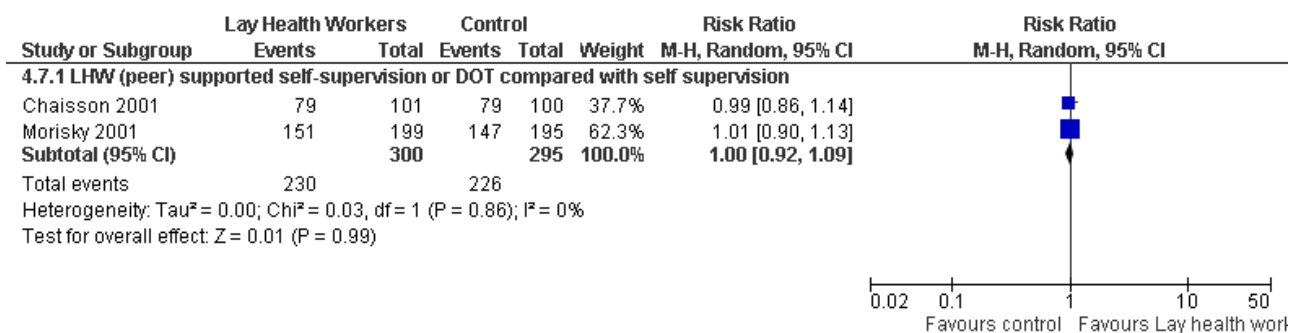 Lay Health Workers Control Risk Ratio Risk Ratio
Study or Subgroup Events Total Events Total Weight M-H, Random, 95% CI M-H, Random, 95% CI
4.7.1 LHW (peer) supported self-supervision or DOT compared with self supervision
Chaisson 2001 79 101 79 100 37.7% 0.99 [0.86, 1.14]
Morisky 2001 151 199 147 195 62.3% 1.01 [0.90, 1.13]
Subtotal (95% CI) 300 295 100.0% 1.00 [0.92, 1.09]
Total events 230 226
Heterogeneity: Tau² = 0.00; Chi² = 0.03, df = 1 (P = 0.86); I² = 0%
Test for overall effect: Z = 0.01 (P = 0.99)
0.02 0.1 1 10 50
Favours control Favours Lay health work